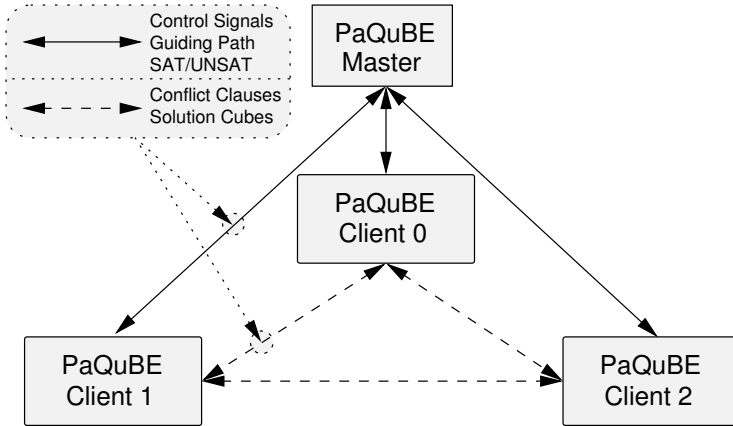 Control Signals
Guiding Path
SAT/UNSAT
Conflict Clauses
Solution Cubes
PaQuBE
Master
PaQuBE
Client 0
PaQuBE
Client 1
PaQuBE
Client 2